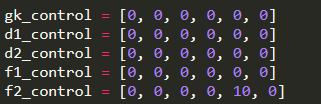 gk_control = [0, 0, 0, 0, 0, 0]
d1_control = [0, 0, 0, 0, 0, 0]
d2_control = [0, 0, 0, 0, 0, 0]
f1_control = [0, 0, 0, 0, 0, 0]
f2_control = [0, 0, 0, 0, 10, 0]